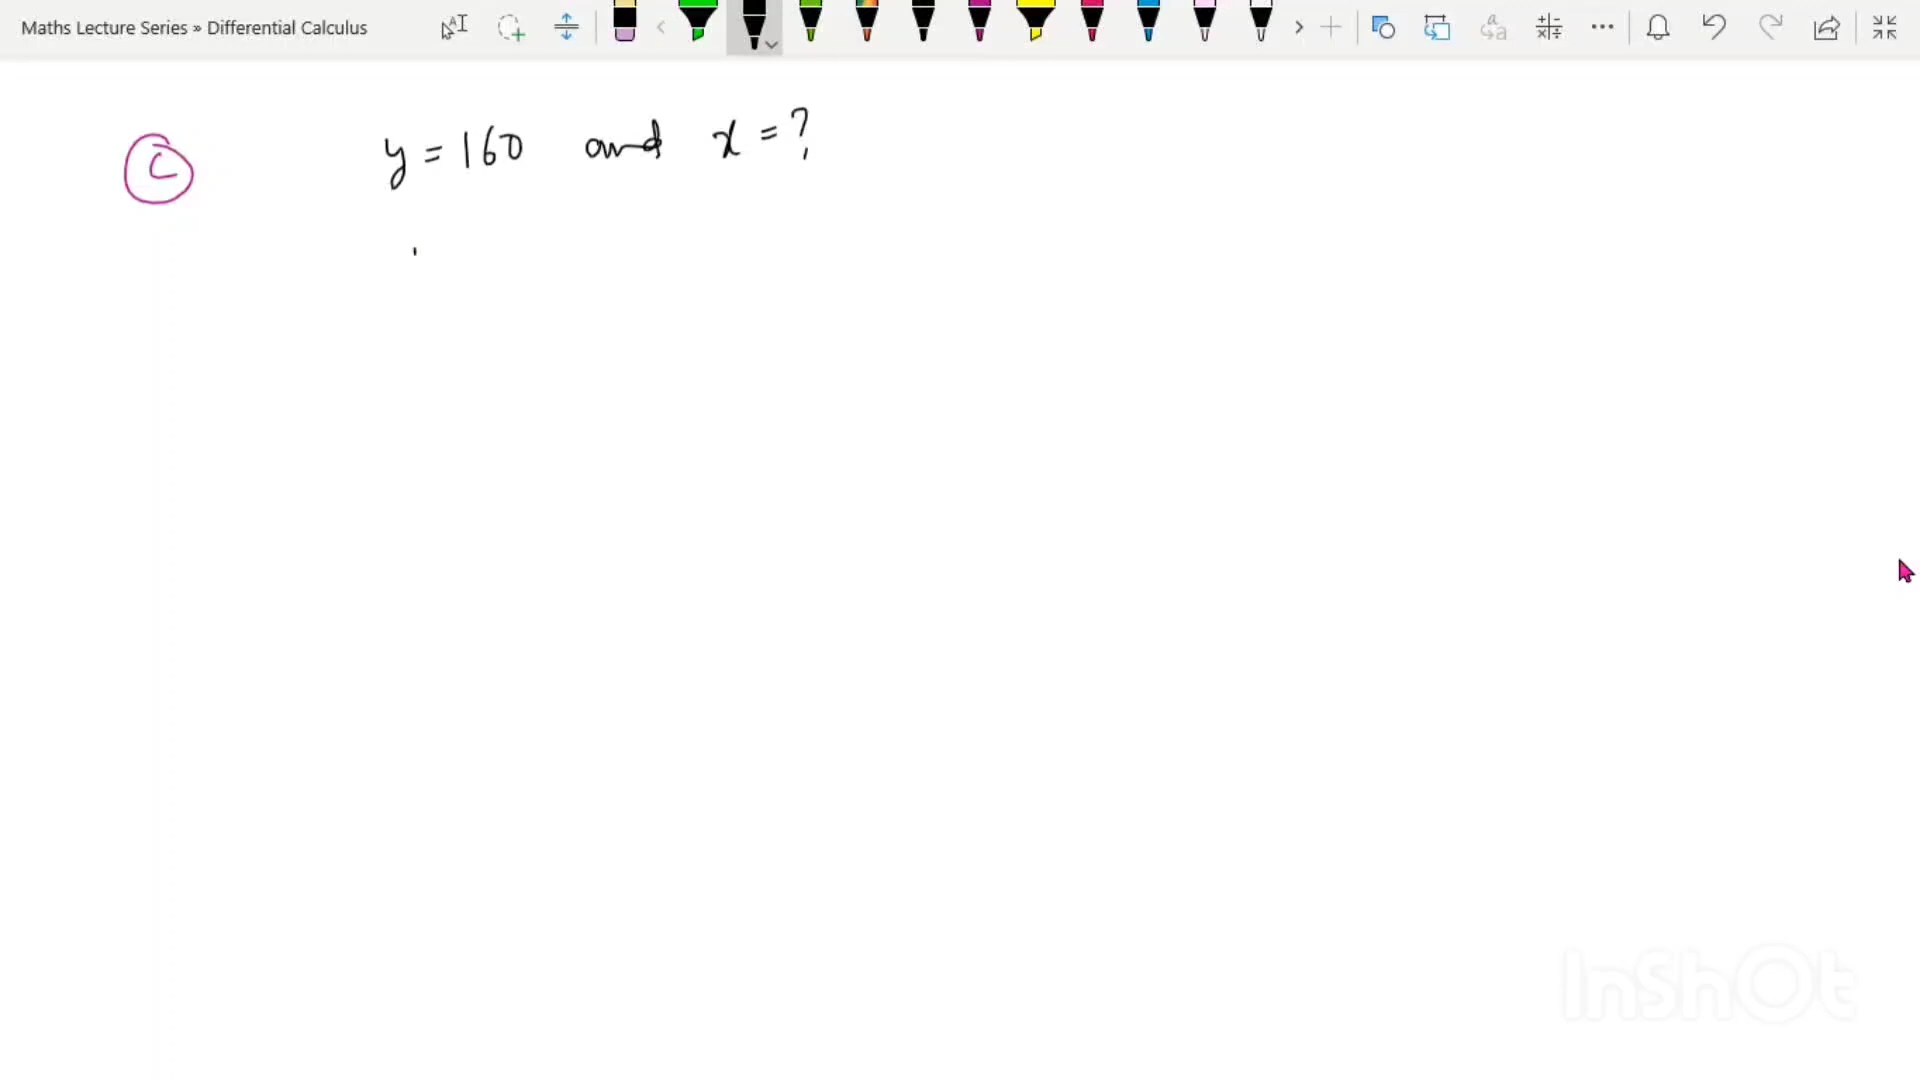 Maths Lecture Series » Differential Calculus
C y = 160 and x = ?
InShOt